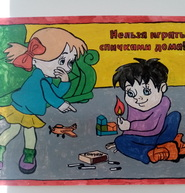 Нельзя играть
спичками дома!